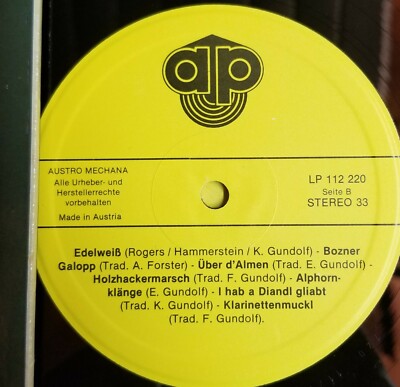 ajp
AUSTRO MECHANA
Alle Urheber- und
Herstellerrechte
vorbehalten
Made in Austria
LP 112 220
Seite B
STEREO 33
Edelweiß (Rogers / Hammerstein / K. Gundolf) - Bozner
Galopp (Trad. A. Forster) - Über d'Almen (Trad. E. Gundolf) -
Holzhackermarsch (Trad. F. Gundolf) - Alphorn-
klänge (E. Gundolf) - I hab a Diandl gliabt
(Trad. K. Gundolf) - Klarinettenmuckl
(Trad. F. Gundolf).